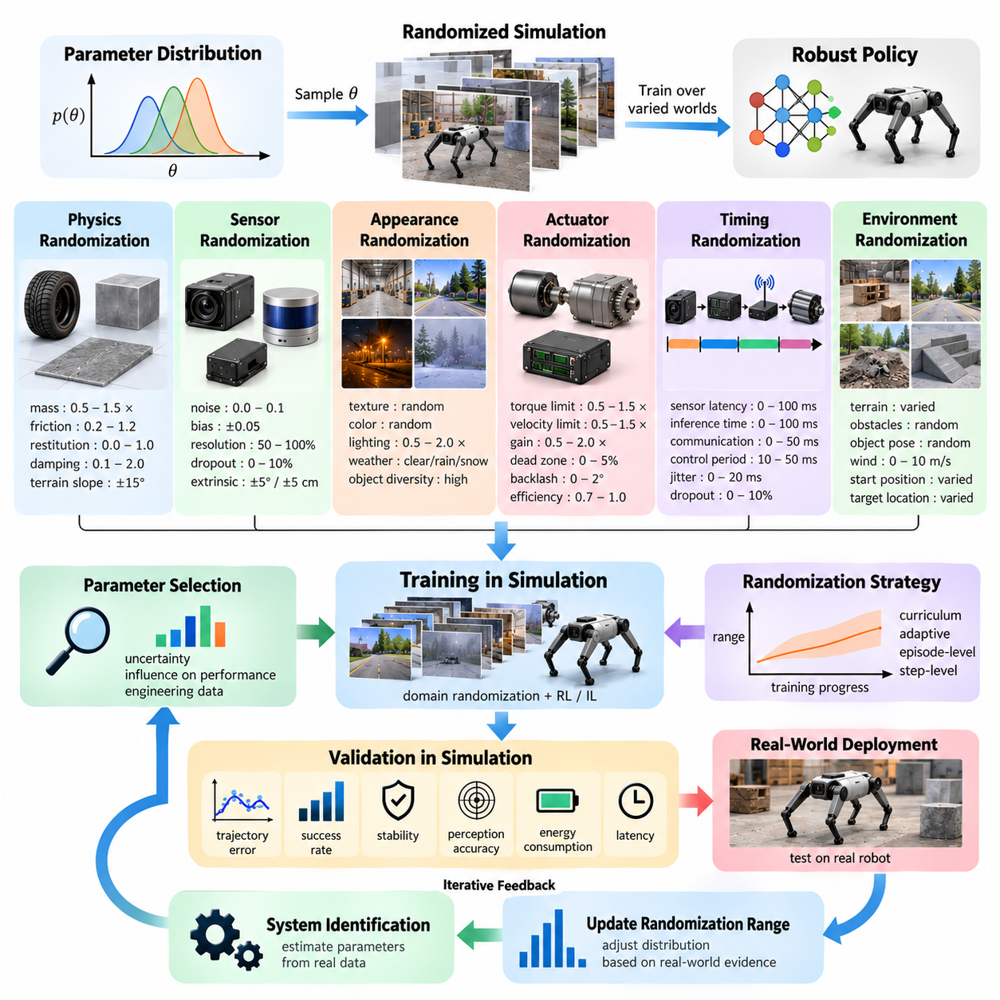 Parameter Distribution
p(θ)
θ
Sample θ
Randomized Simulation
Train over
varied worlds
Robust Policy
Physics
Randomization
mass : 0.5 – 1.5 ×
friction : 0.2 – 1.2
restitution : 0.0 – 1.0
damping : 0.1 – 2.0
terrain slope : ±15°
Sensor
Randomization
noise : 0.0 – 0.1
bias : ±0.05
resolution : 50 – 100%
dropout : 0 – 10%
extrinsic : ±5° / ±5 cm
Appearance
Randomization
texture : random
color : random
lighting : 0.5 – 2.0 ×
weather : clear/rain/snow
object diversity : high
Actuator
Randomization
torque limit : 0.5 – 1.5 ×
velocity limit : 0.5 – 1.5 ×
gain : 0.5 – 2.0 ×
dead zone : 0 – 5%
backlash : 0 – 2°
efficiency : 0.7 – 1.0
Timing
Randomization
sensor latency : 0 – 100 ms
inference time : 0 – 100 ms
communication : 0 – 50 ms
control period : 10 – 50 ms
jitter : 0 – 20 ms
dropout : 0 – 10%
Environment
Randomization
terrain : varied
obstacles : random
object pose : random
wind : 0 – 10 m/s
start position : varied
target location : varied
Parameter Selection
uncertainty
influence on performance
engineering data
Training in Simulation
domain randomization + RL / IL
Randomization Strategy
range
training progress
curriculum
adaptive
episode-level
step-level
Validation in Simulation
trajectory
error
success
rate
stability
perception
accuracy
energy
consumption
latency
Real-World Deployment
test on real robot
Iterative Feedback
System Identification
estimate parameters
from real data
Update Randomization Range
adjust distribution
based on real-world evidence